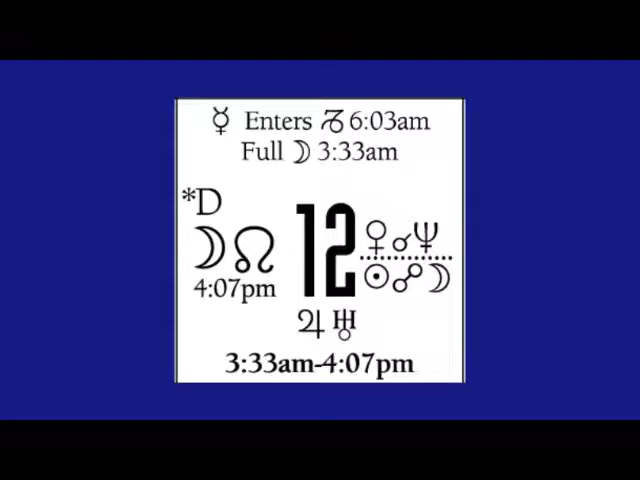 ☿ Enters ♑ 6:03am
Full ☽ 3:33am
*D
☽ ☊
4:07pm
12
♀ ☌ ♆
☉ ☍ ☽
♃ ♅
3:33am-4:07pm